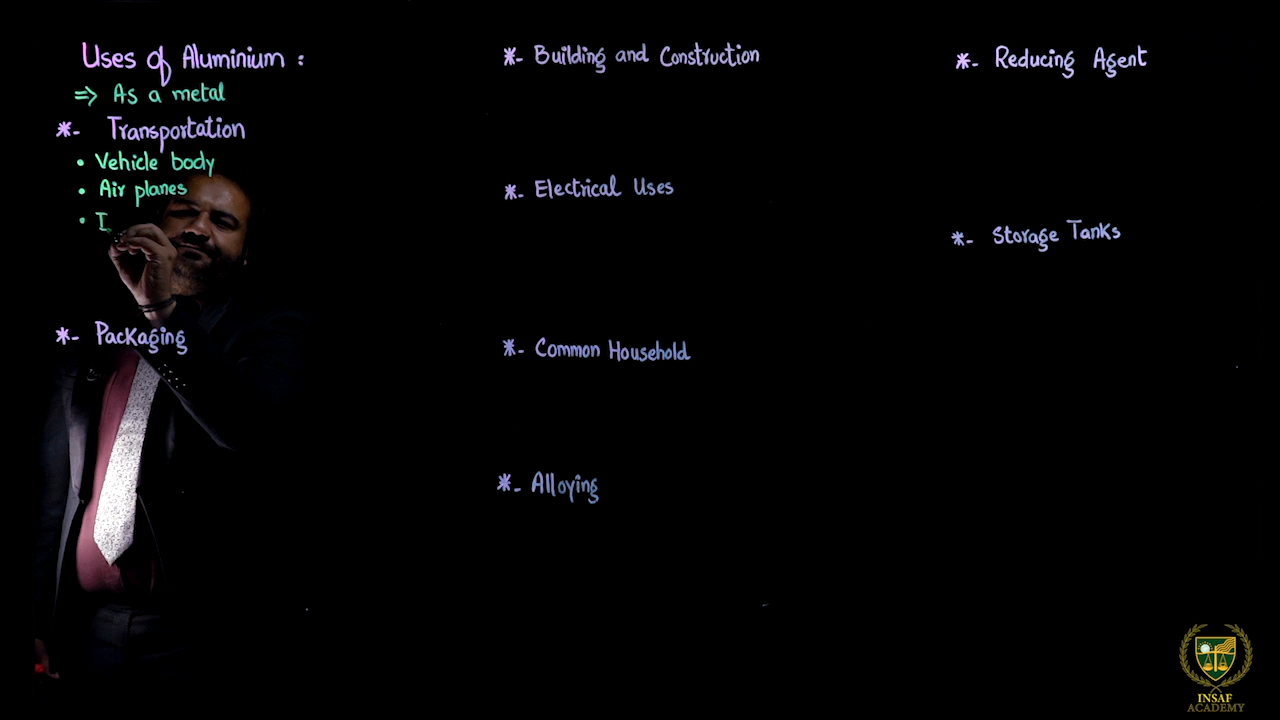 Uses of Aluminium :
⇒ As a metal
*- Transportation
• Vehicle body
• Air planes
• I
*- Packaging
*- Building and Construction
*- Electrical Uses
*- Common Household
*- Alloying
*- Reducing Agent
*- Storage Tanks
INSAF
ACADEMY